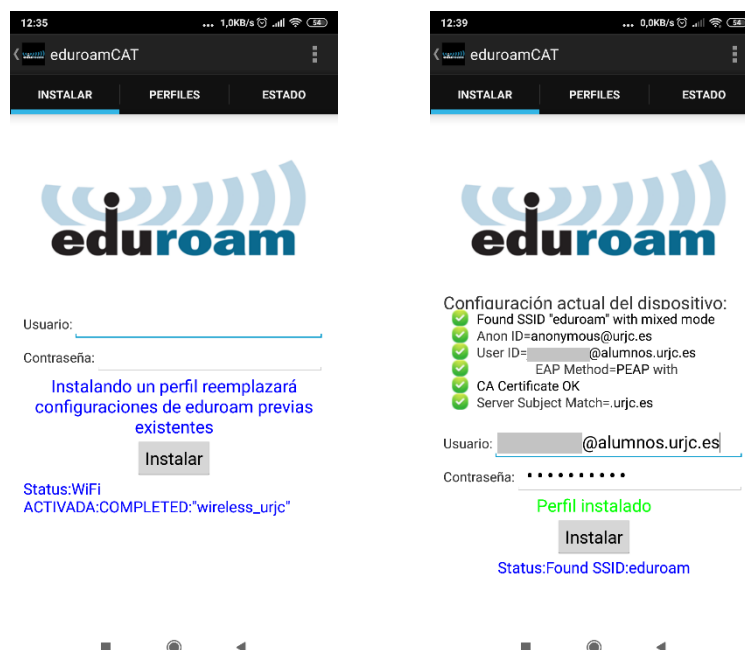 12:35
... 1,0KB/s 54
eduroamCAT
INSTALAR PERFILES ESTADO
eduroam
Usuario:
Contraseña:
Instalando un perfil reemplazará
configuraciones de eduroam previas
existentes
Instalar
Status:WiFi
ACTIVADA:COMPLETED:"wireless_urjc"
12:39
... 0,0KB/s 54
eduroamCAT
INSTALAR PERFILES ESTADO
eduroam
Configuración actual del dispositivo:
Found SSID "eduroam" with mixed mode
Anon ID=anonymous@urjc.es
User ID= @alumnos.urjc.es
EAP Method=PEAP with
CA Certificate OK
Server Subject Match=.urjc.es
Usuario: @alumnos.urjc.es
Contraseña: ••••••••••
Perfil instalado
Instalar
Status:Found SSID:eduroam